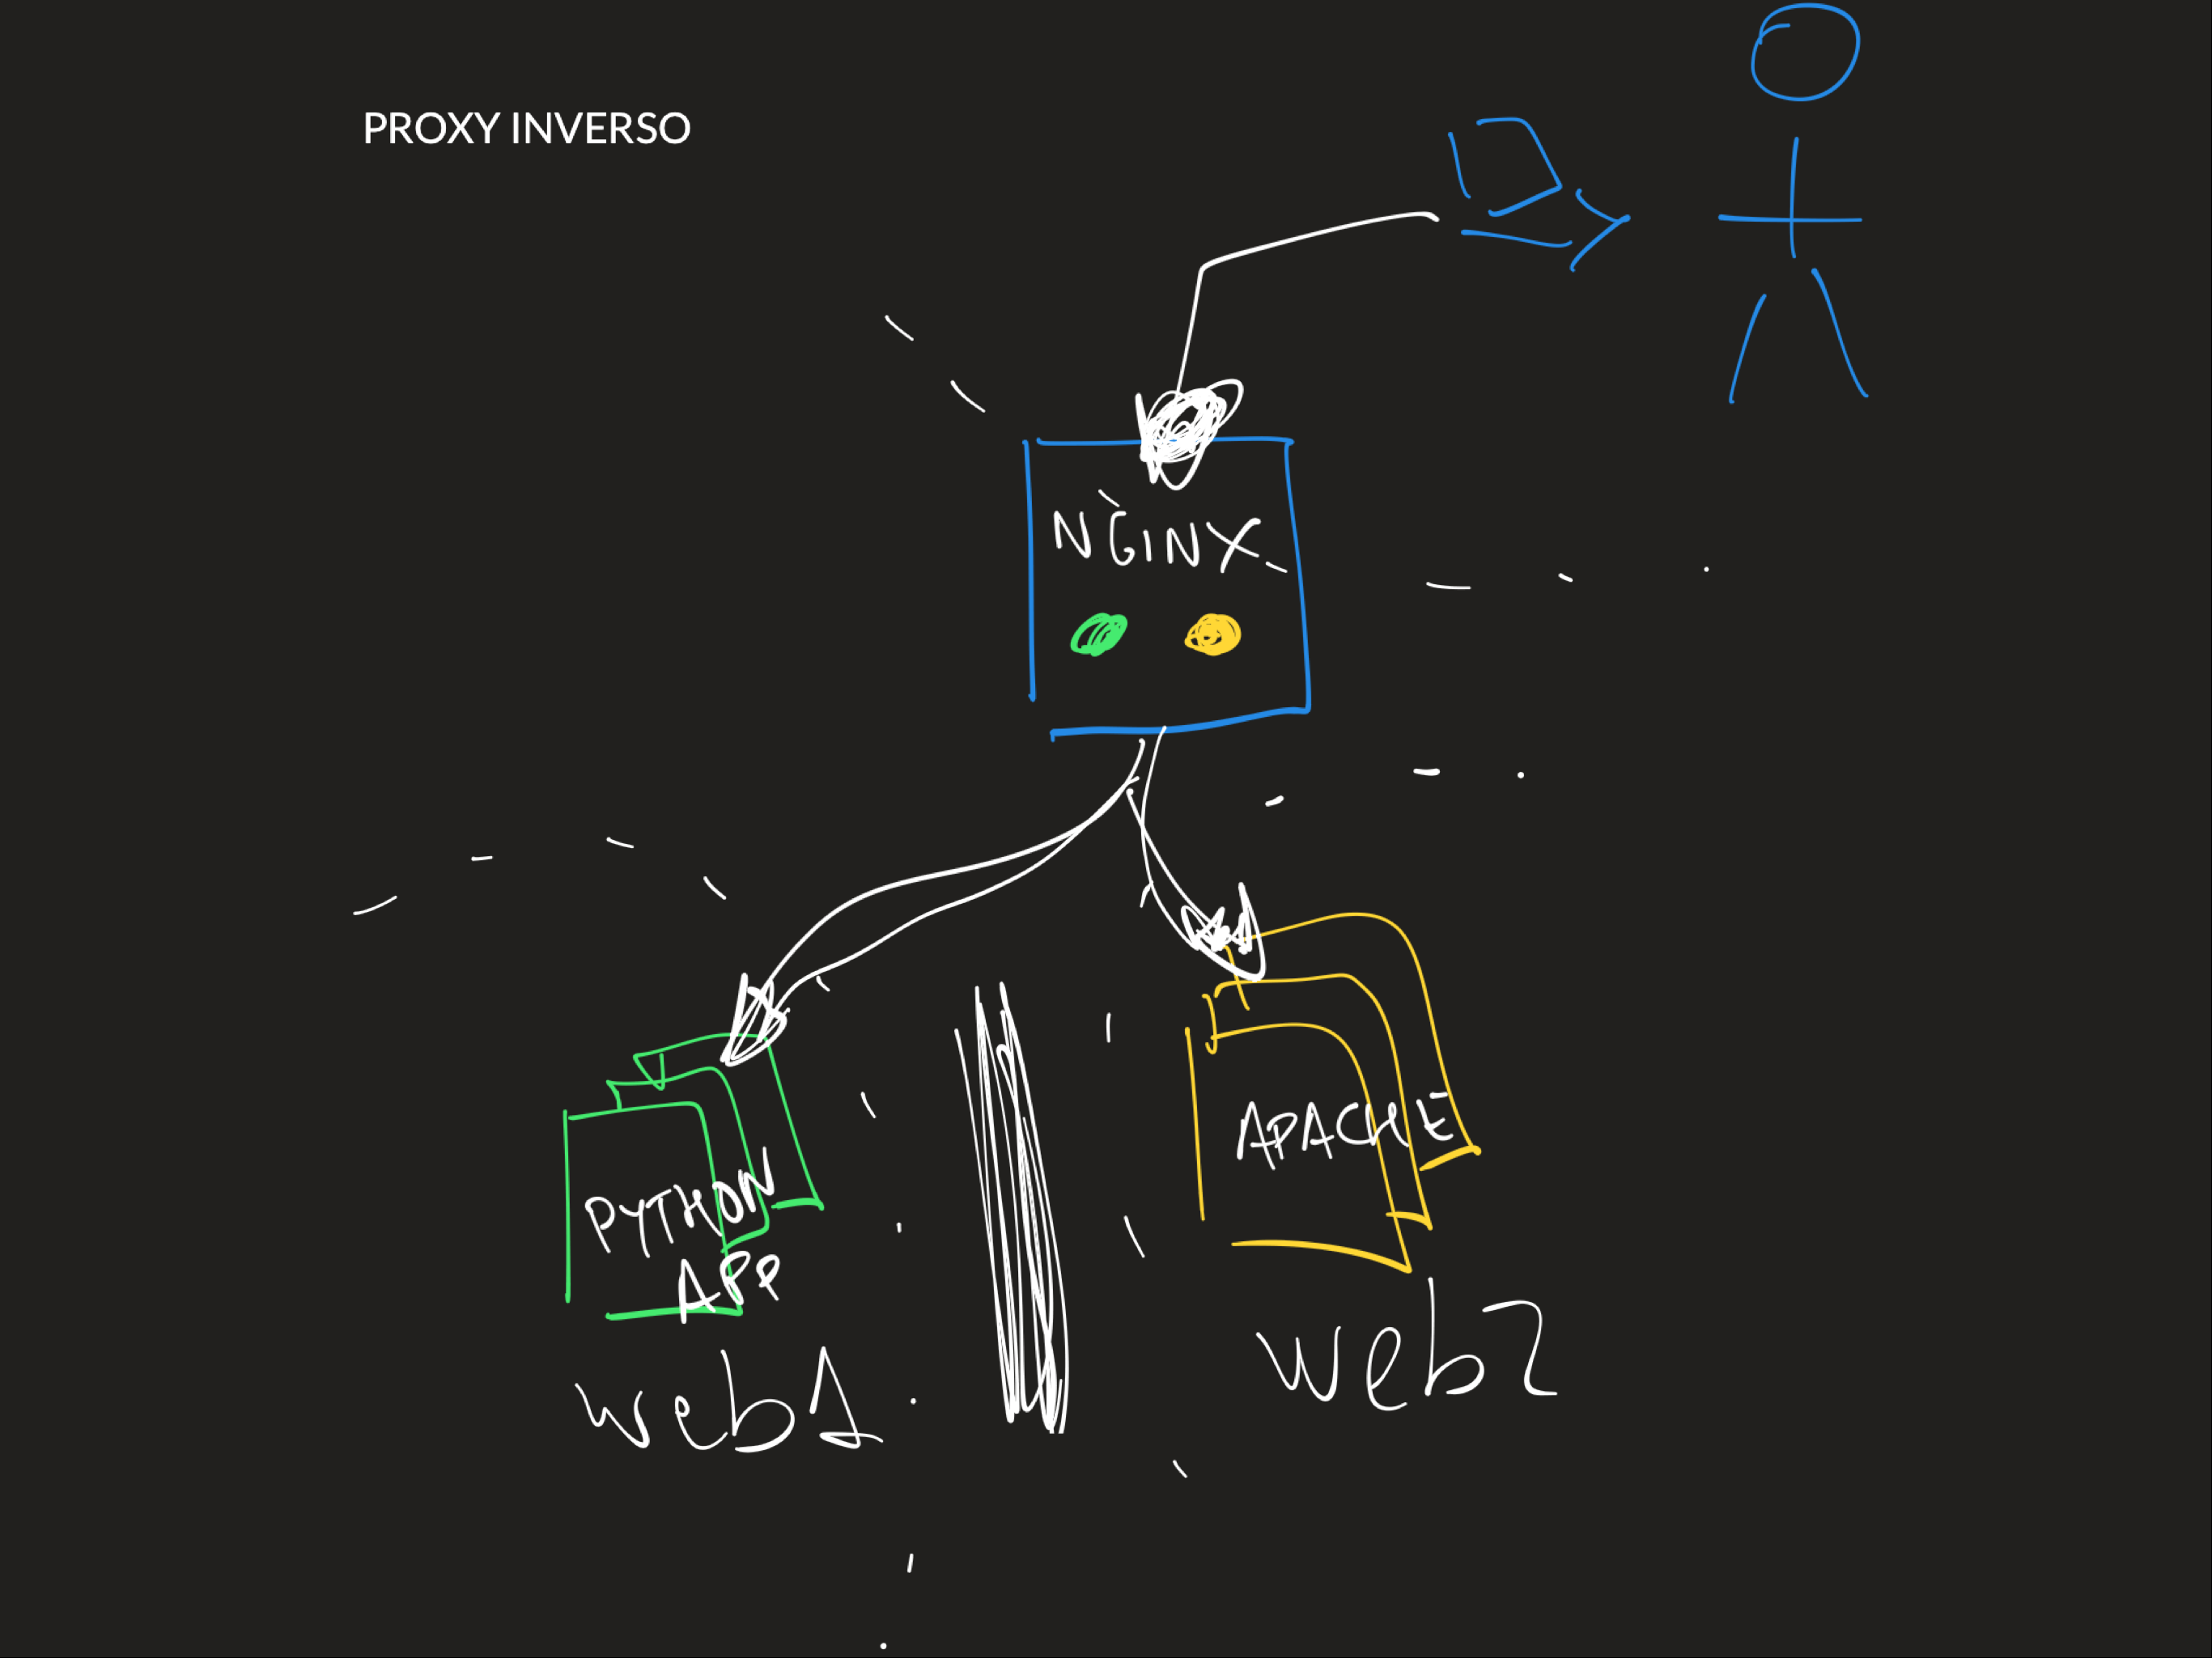 PROXY INVERSO
NGINX
APACHE
PYTHON
APP
web1
web2